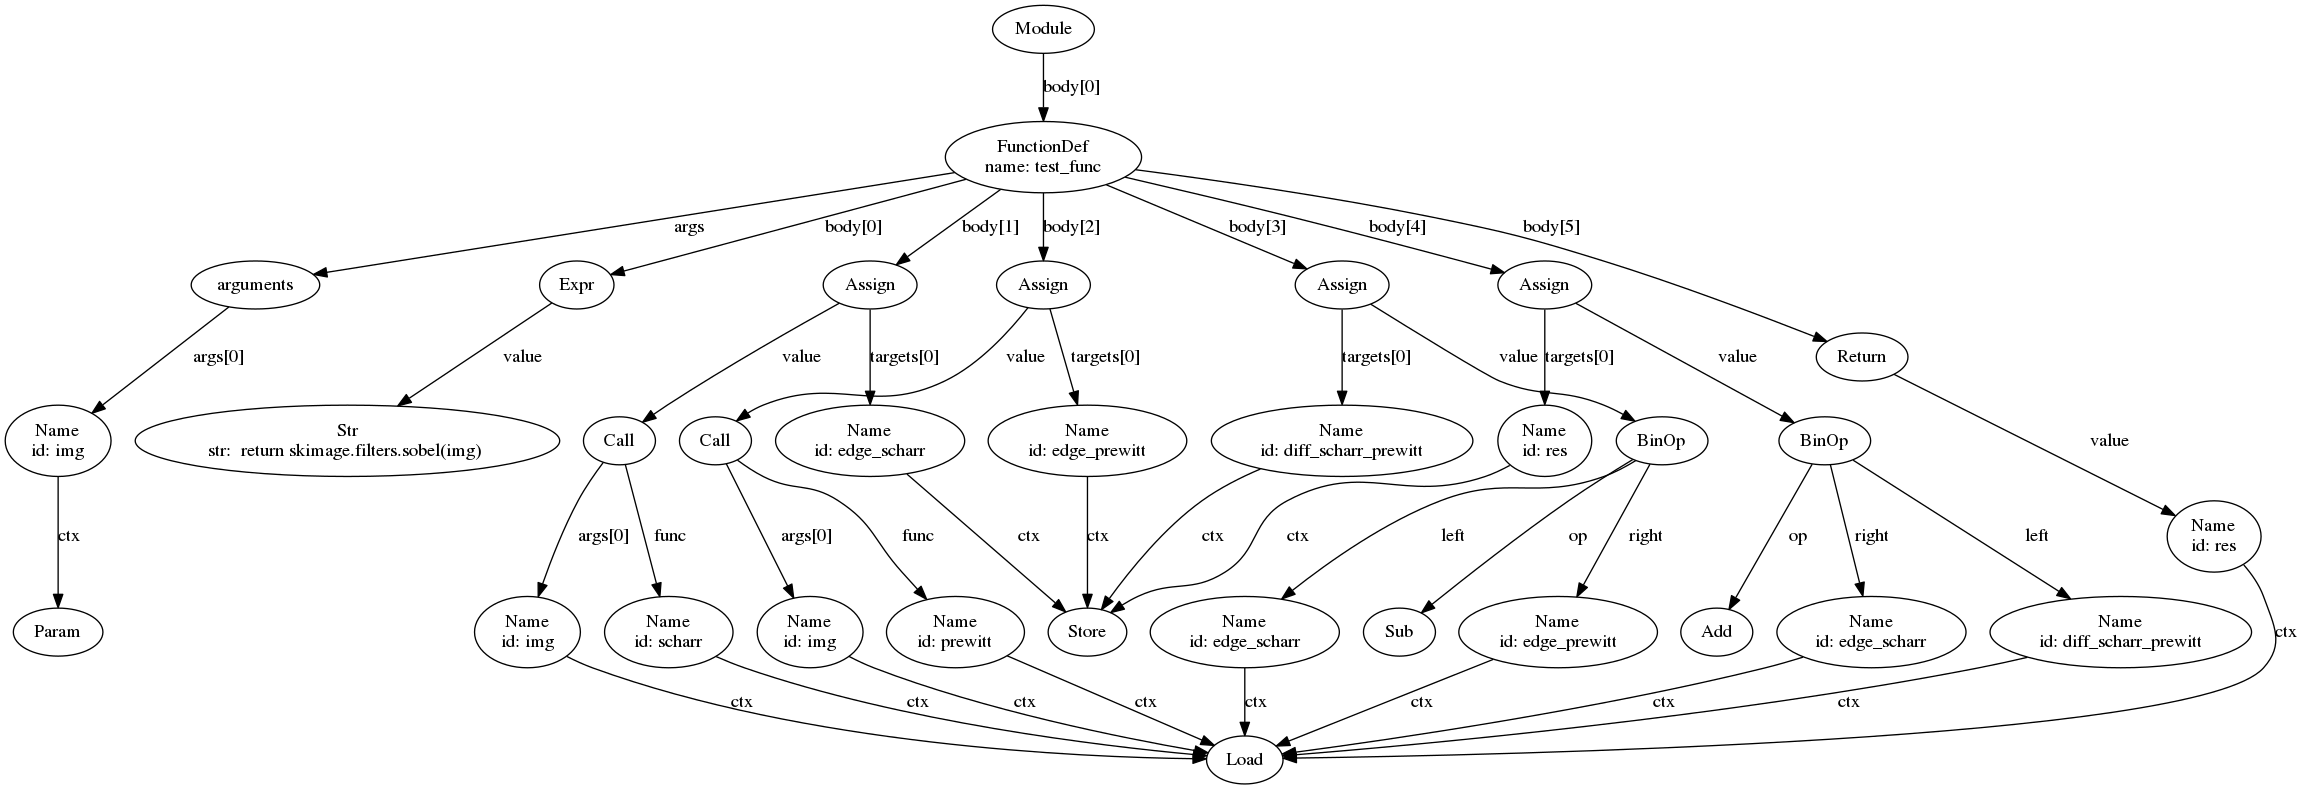 Module
body[0]
FunctionDef
name: test_func
args
body[0]
body[1]
body[2]
body[3]
body[4]
body[5]
arguments
Expr
Assign
Assign
Assign
Assign
Return
args[0]
value
value
targets[0]
value
targets[0]
targets[0]
value
targets[0]
value
value
Name
id: img
Str
str:  return skimage.filters.sobel(img)
Call
Call
Name
id: edge_scharr
Name
id: edge_prewitt
Name
id: diff_scharr_prewitt
Name
id: res
BinOp
BinOp
Name
id: res
ctx
args[0]
func
args[0]
func
ctx
ctx
ctx
ctx
left
op
right
op
right
left
ctx
Param
Name
id: img
Name
id: scharr
Name
id: img
Name
id: prewitt
Store
Name
id: edge_scharr
Sub
Name
id: edge_prewitt
Add
Name
id: edge_scharr
Name
id: diff_scharr_prewitt
ctx
ctx
ctx
ctx
ctx
ctx
ctx
ctx
Load